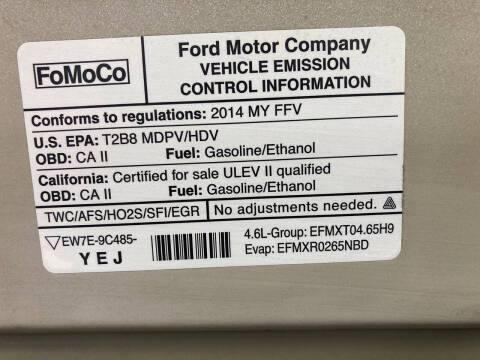 FoMoCo
Ford Motor Company
VEHICLE EMISSION
CONTROL INFORMATION
Conforms to regulations: 2014 MY FFV
U.S. EPA: T2B8 MDPV/HDV
OBD: CA II Fuel: Gasoline/Ethanol
California: Certified for sale ULEV II qualified
OBD: CA II Fuel: Gasoline/Ethanol
TWC/AFS/HO2S/SFI/EGR No adjustments needed.
EW7E-9C485-
YEJ
4.6L-Group: EFMXT04.65H9
Evap: EFMXR0265NBD